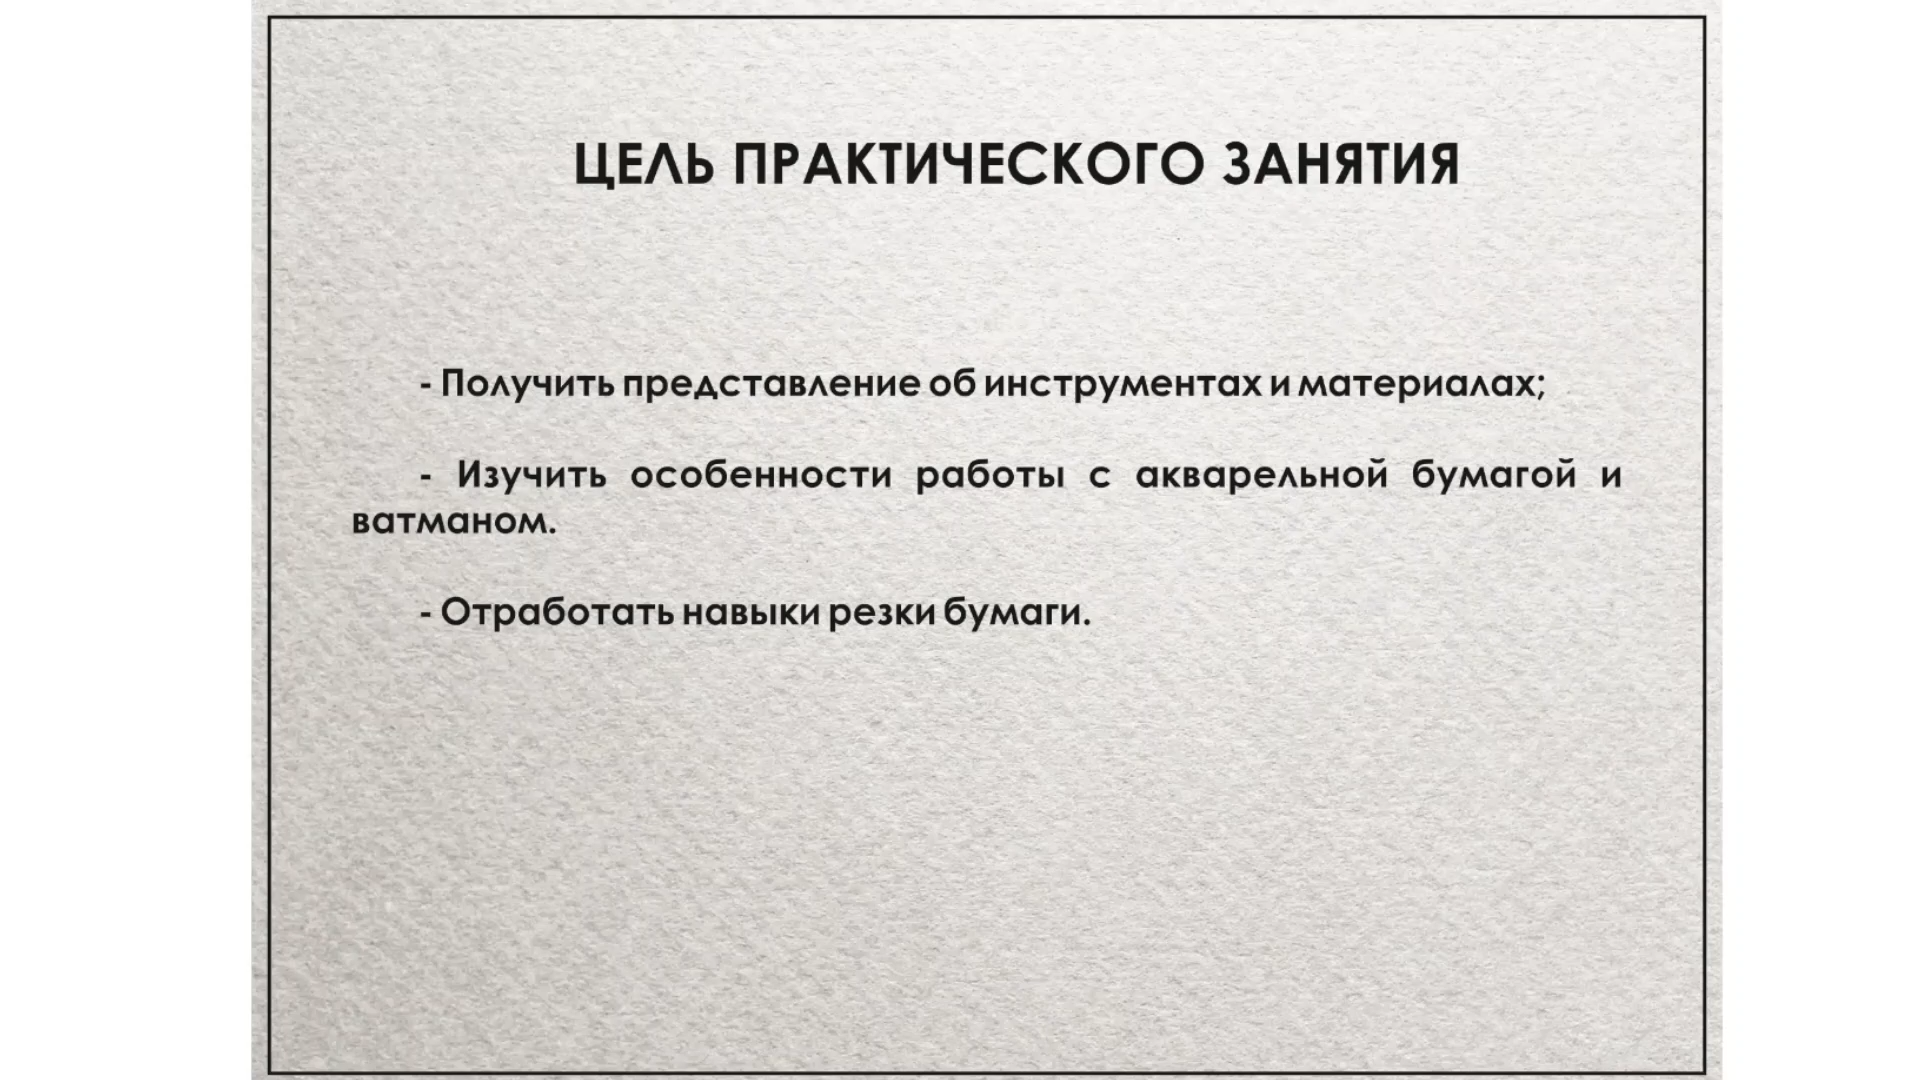 ЦЕЛЬ ПРАКТИЧЕСКОГО ЗАНЯТИЯ
- Получить представление об инструментах и материалах;
- Изучить особенности работы с акварельной бумагой и
ватманом.
- Отработать навыки резки бумаги.